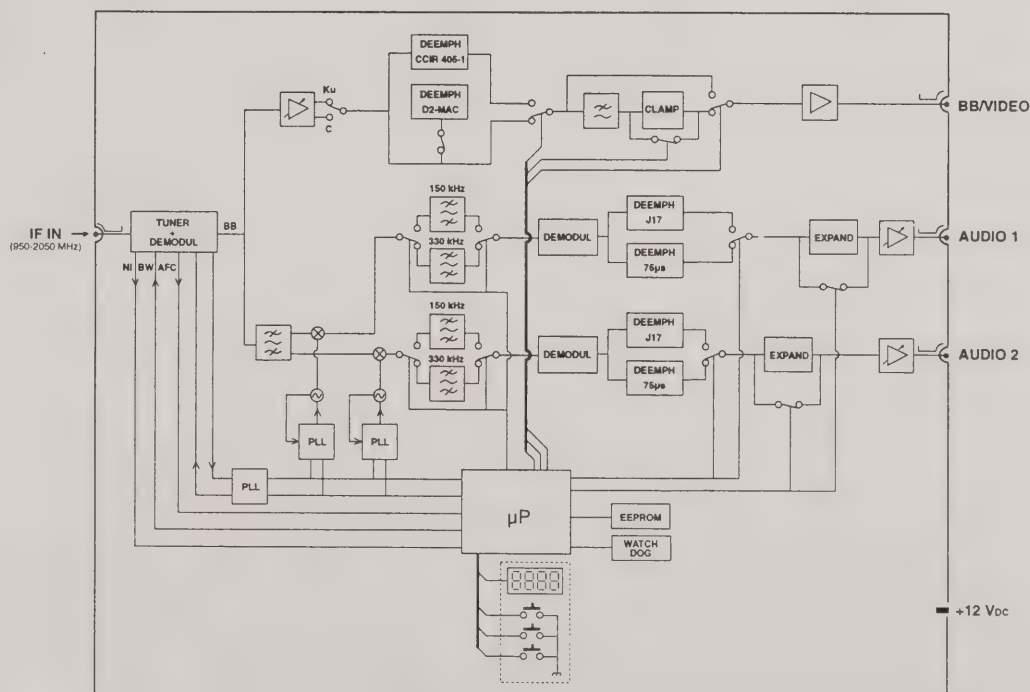 DEEMPH
CCIR 405-1
Ku
C
DEEMPH
D2-MAC
CLAMP
BB/VIDEO
IF IN
(950-2050 MHz)
TUNER
+
DEMODUL
BB
NI BW AFC
150 kHz
330 kHz
DEMODUL
DEEMPH
J17
DEEMPH
75µs
EXPAND
AUDIO 1
150 kHz
330 kHz
DEMODUL
DEEMPH
J17
DEEMPH
75µs
EXPAND
AUDIO 2
PLL
PLL
PLL
µP
EEPROM
WATCH
DOG
8888
+12 VDC